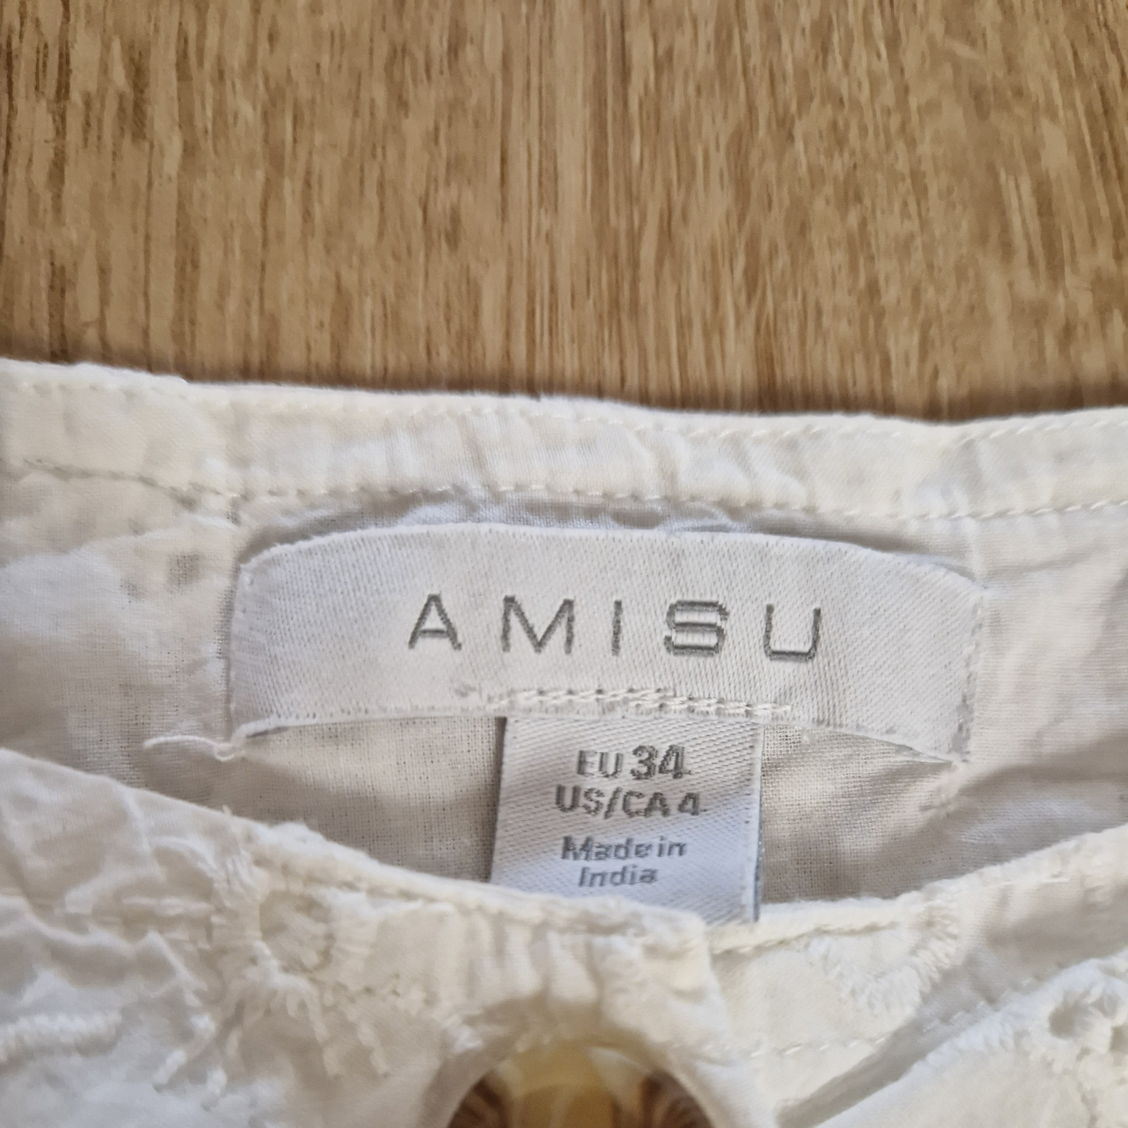 AMISU
EU 34
US/CA 4
Made in
India